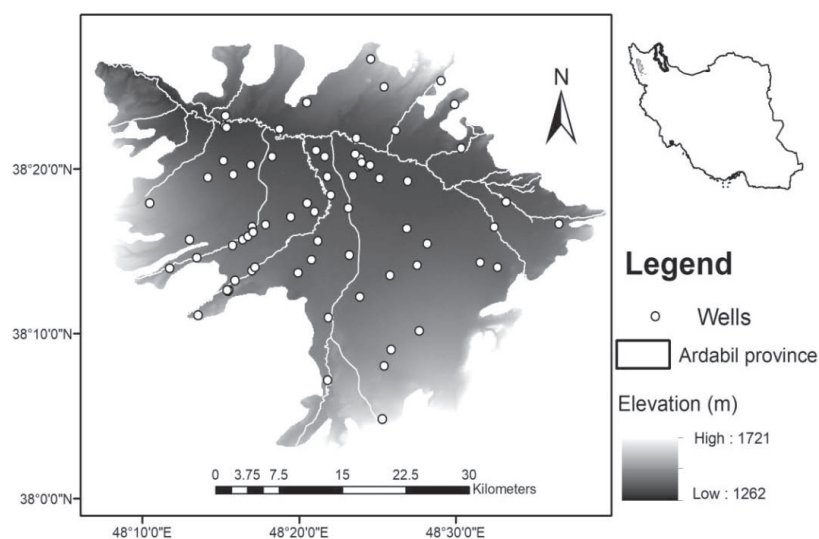 N
38°20'0"N
38°10'0"N
38°0'0"N
48°10'0"E
48°20'0"E
48°30'0"E
0 3.75 7.5 15 22.5 30
Kilometers
Legend
Wells
Ardabil province
Elevation (m)
High : 1721
Low : 1262